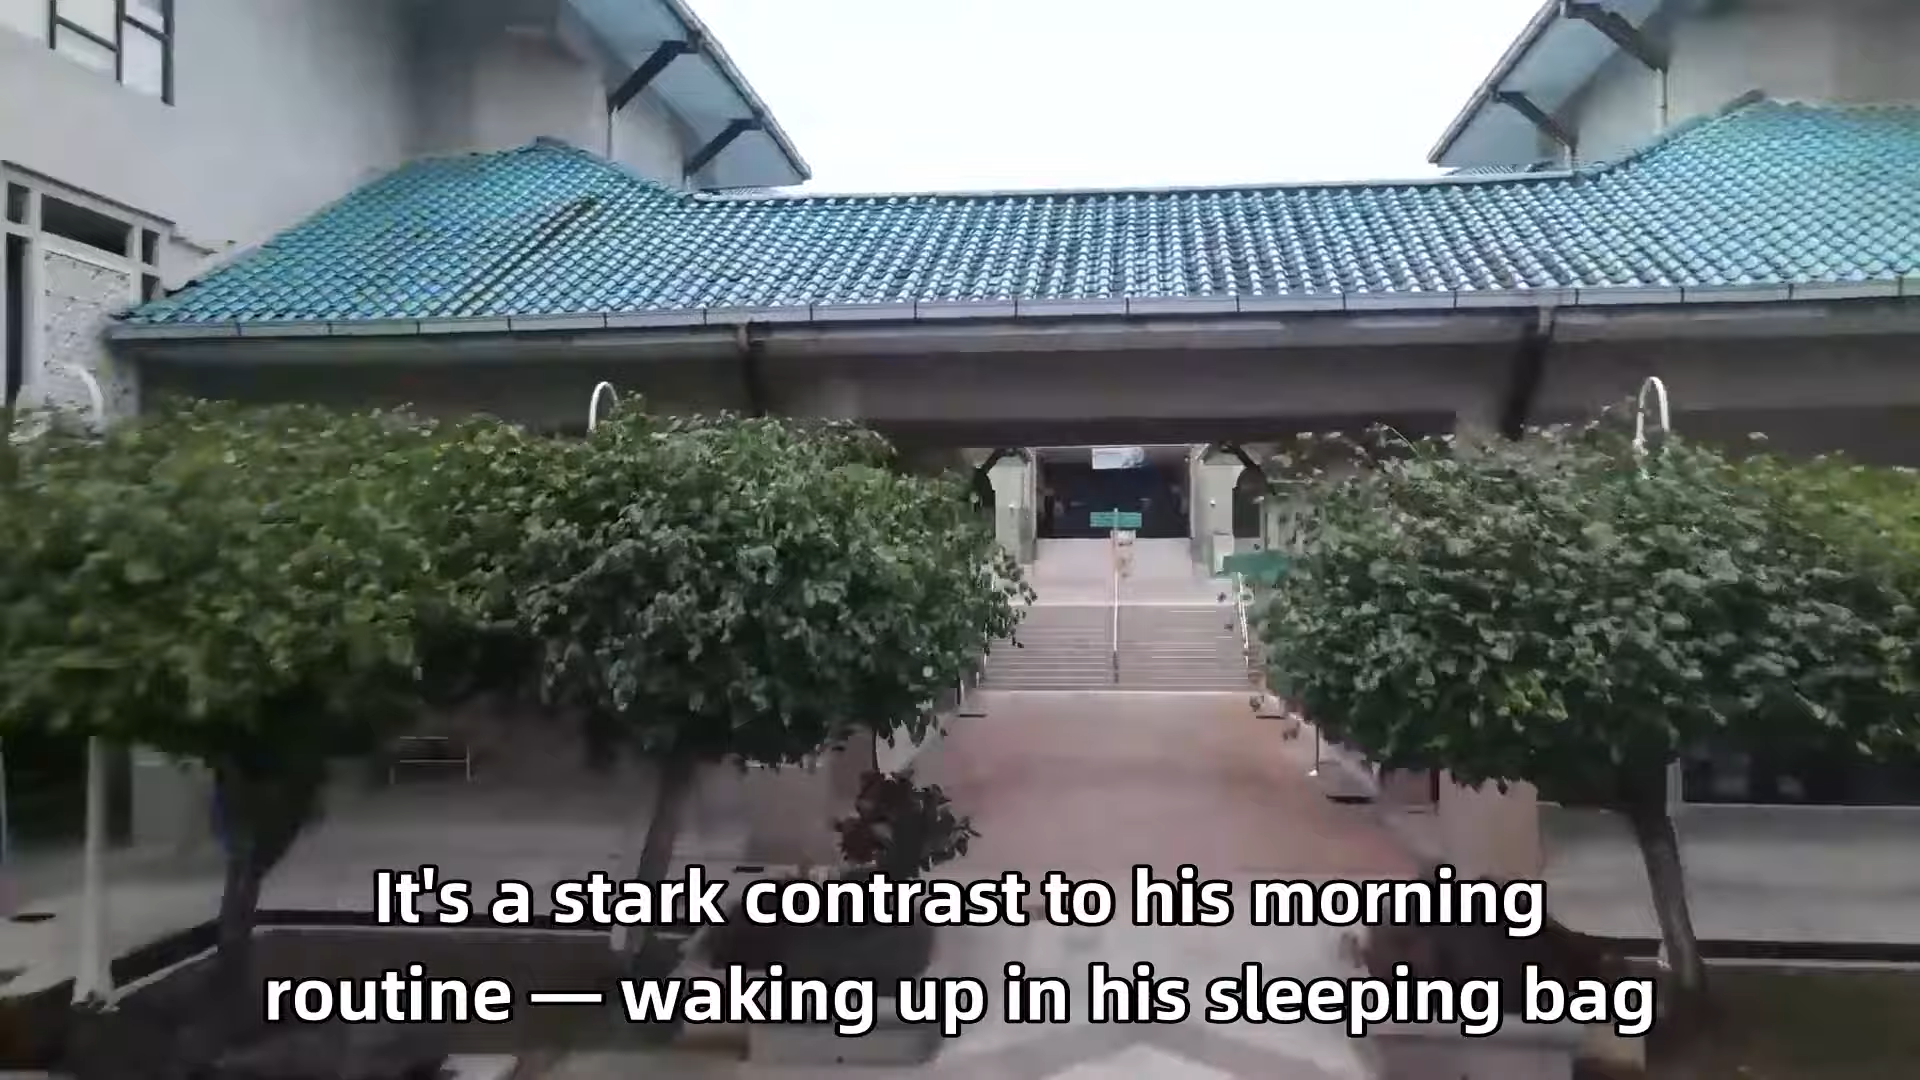 It's a stark contrast to his morning
routine — waking up in his sleeping bag